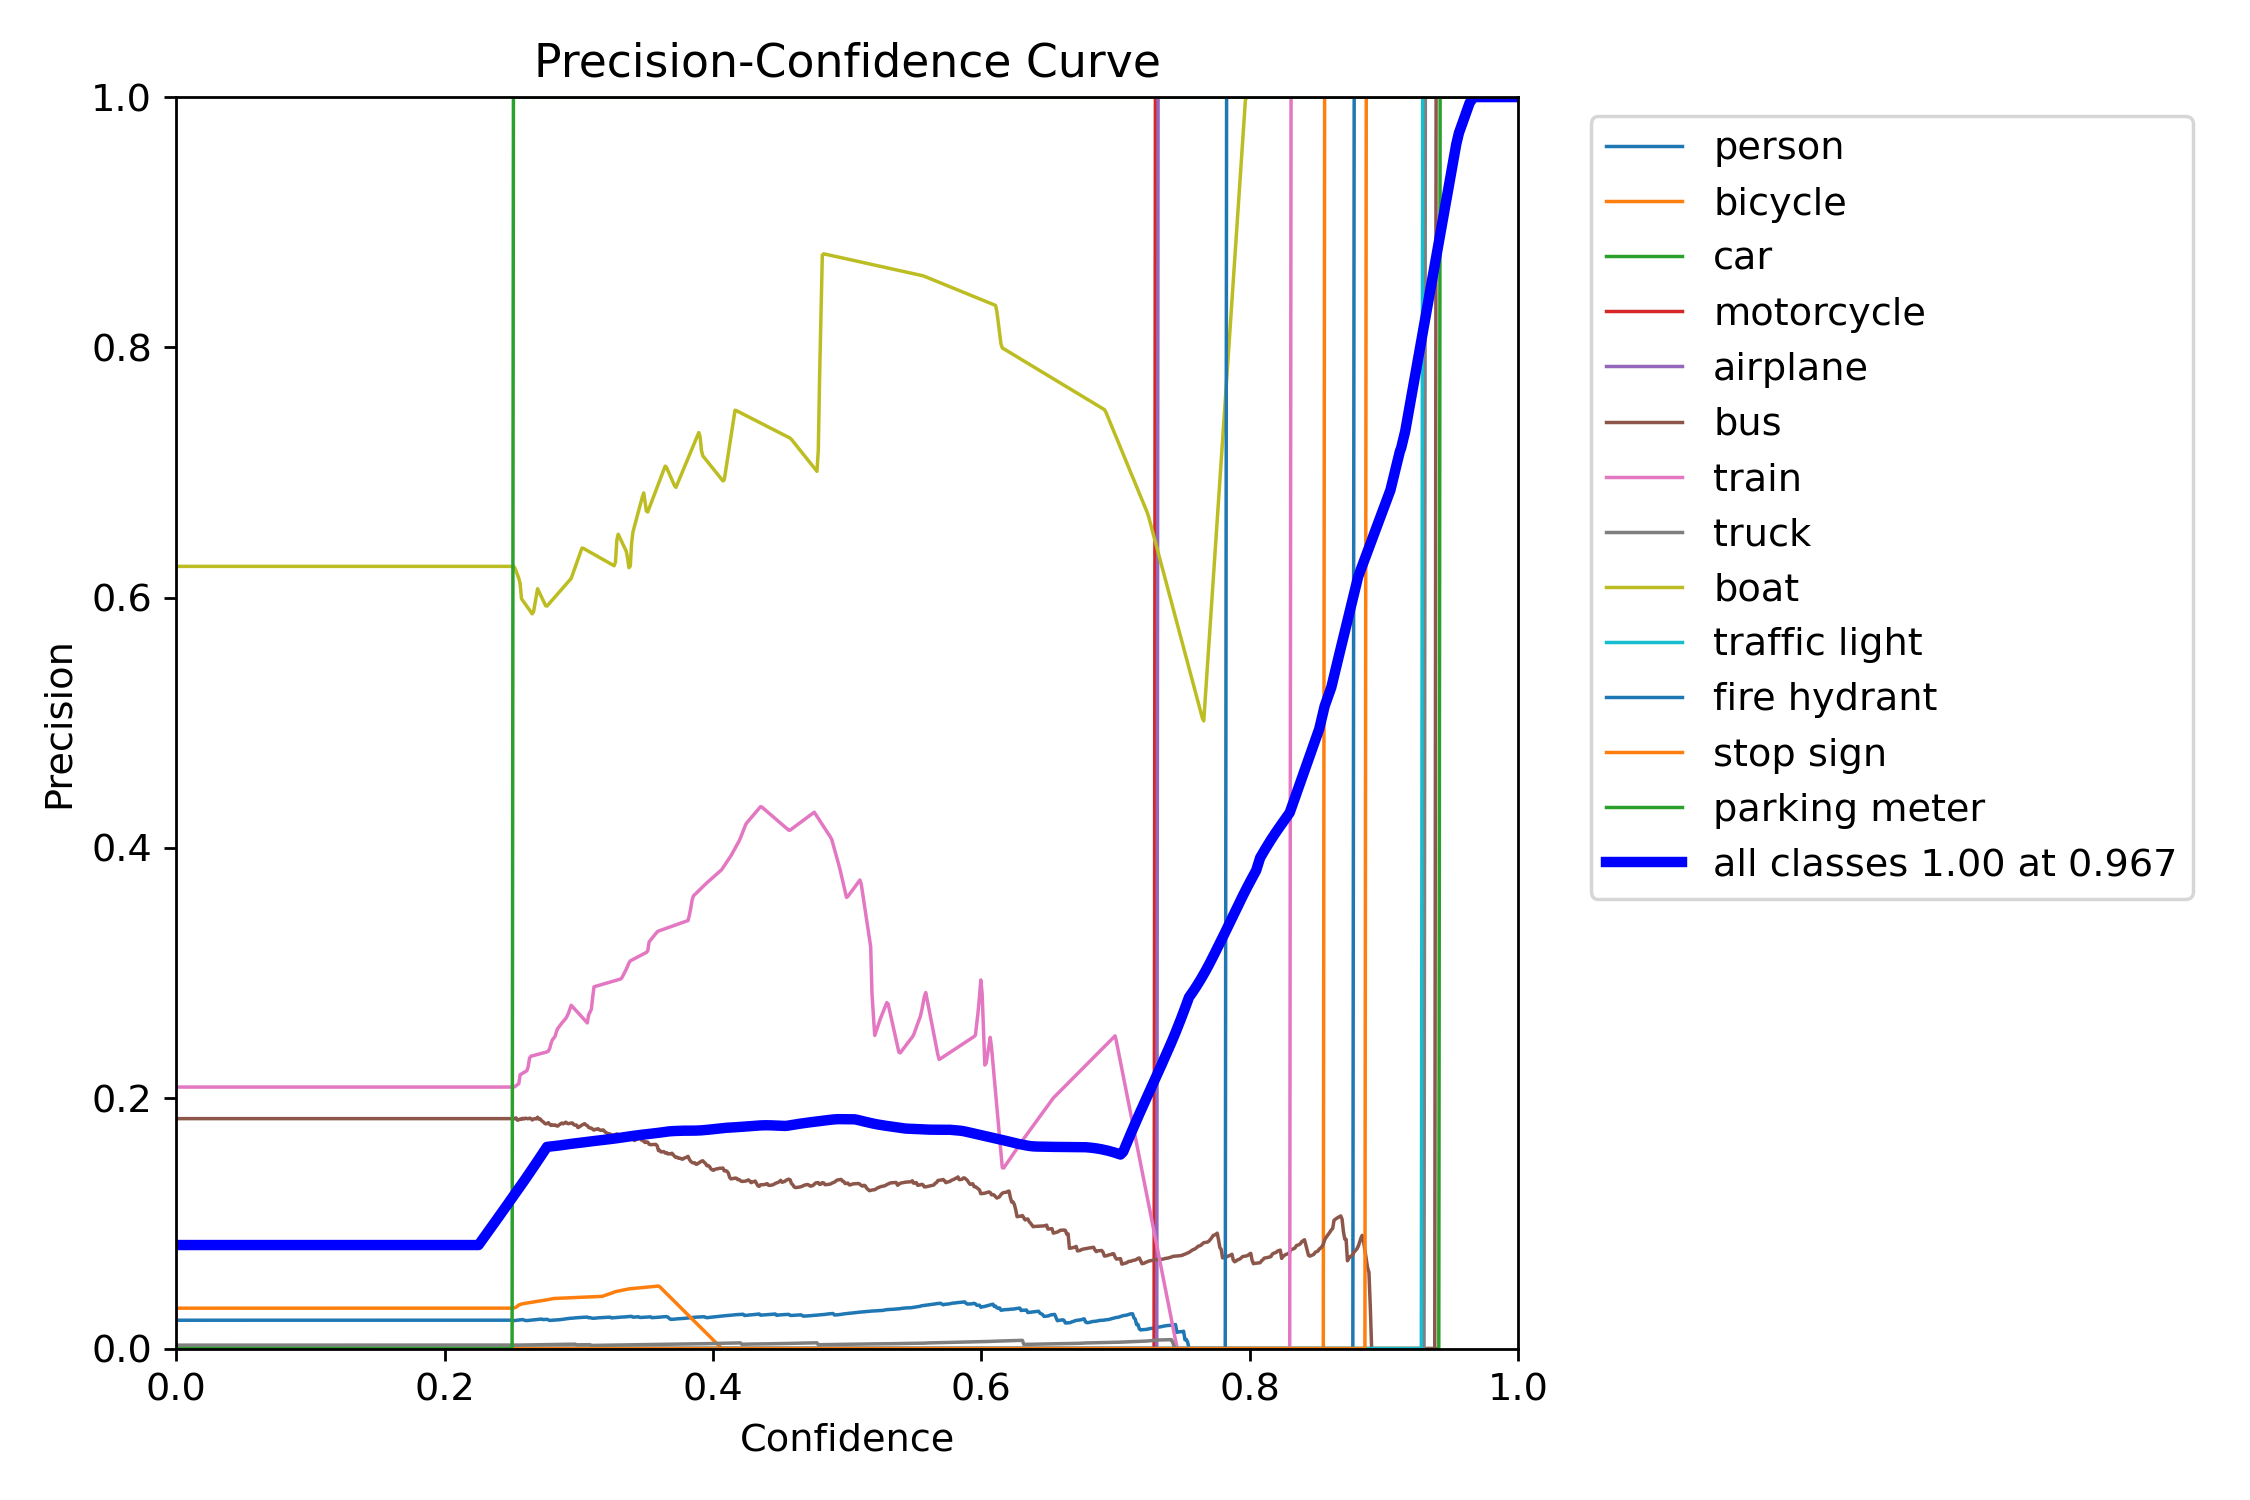 Precision-Confidence Curve
1.0
0.8
0.6
0.4
0.2
0.0
Precision
0.0 0.2 0.4 0.6 0.8 1.0
Confidence
person
bicycle
car
motorcycle
airplane
bus
train
truck
boat
traffic light
fire hydrant
stop sign
parking meter
all classes 1.00 at 0.967